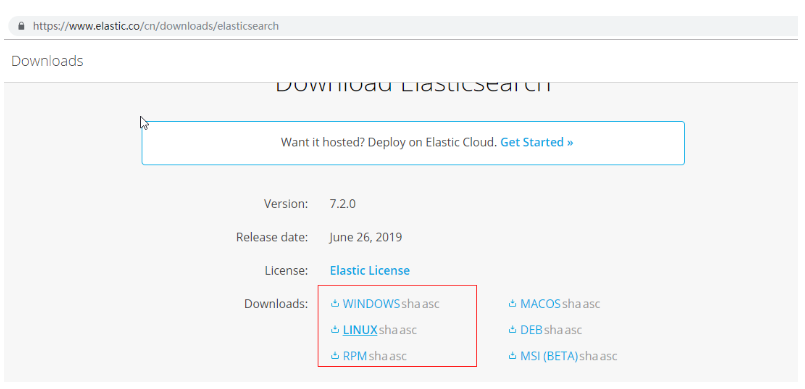 https://www.elastic.co/cn/downloads/elasticsearch
Downloads
Download Elasticsearch
Want it hosted? Deploy on Elastic Cloud. Get Started »
Version: 7.2.0
Release date: June 26, 2019
License: Elastic License
Downloads: WINDOWS sha asc MACOS sha asc
LINUX sha asc DEB sha asc
RPM sha asc MSI (BETA) sha asc